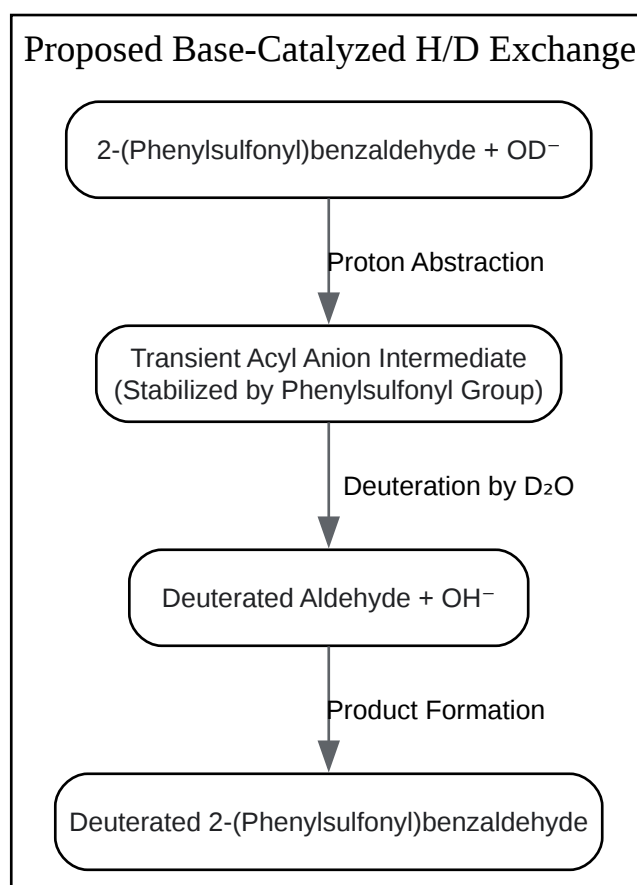 Proposed Base-Catalyzed H/D Exchange
2-(Phenylsulfonyl)benzaldehyde + OD⁻
Proton Abstraction
Transient Acyl Anion Intermediate
(Stabilized by Phenylsulfonyl Group)
Deuteration by D₂O
Deuterated Aldehyde + OH⁻
Product Formation
Deuterated 2-(Phenylsulfonyl)benzaldehyde